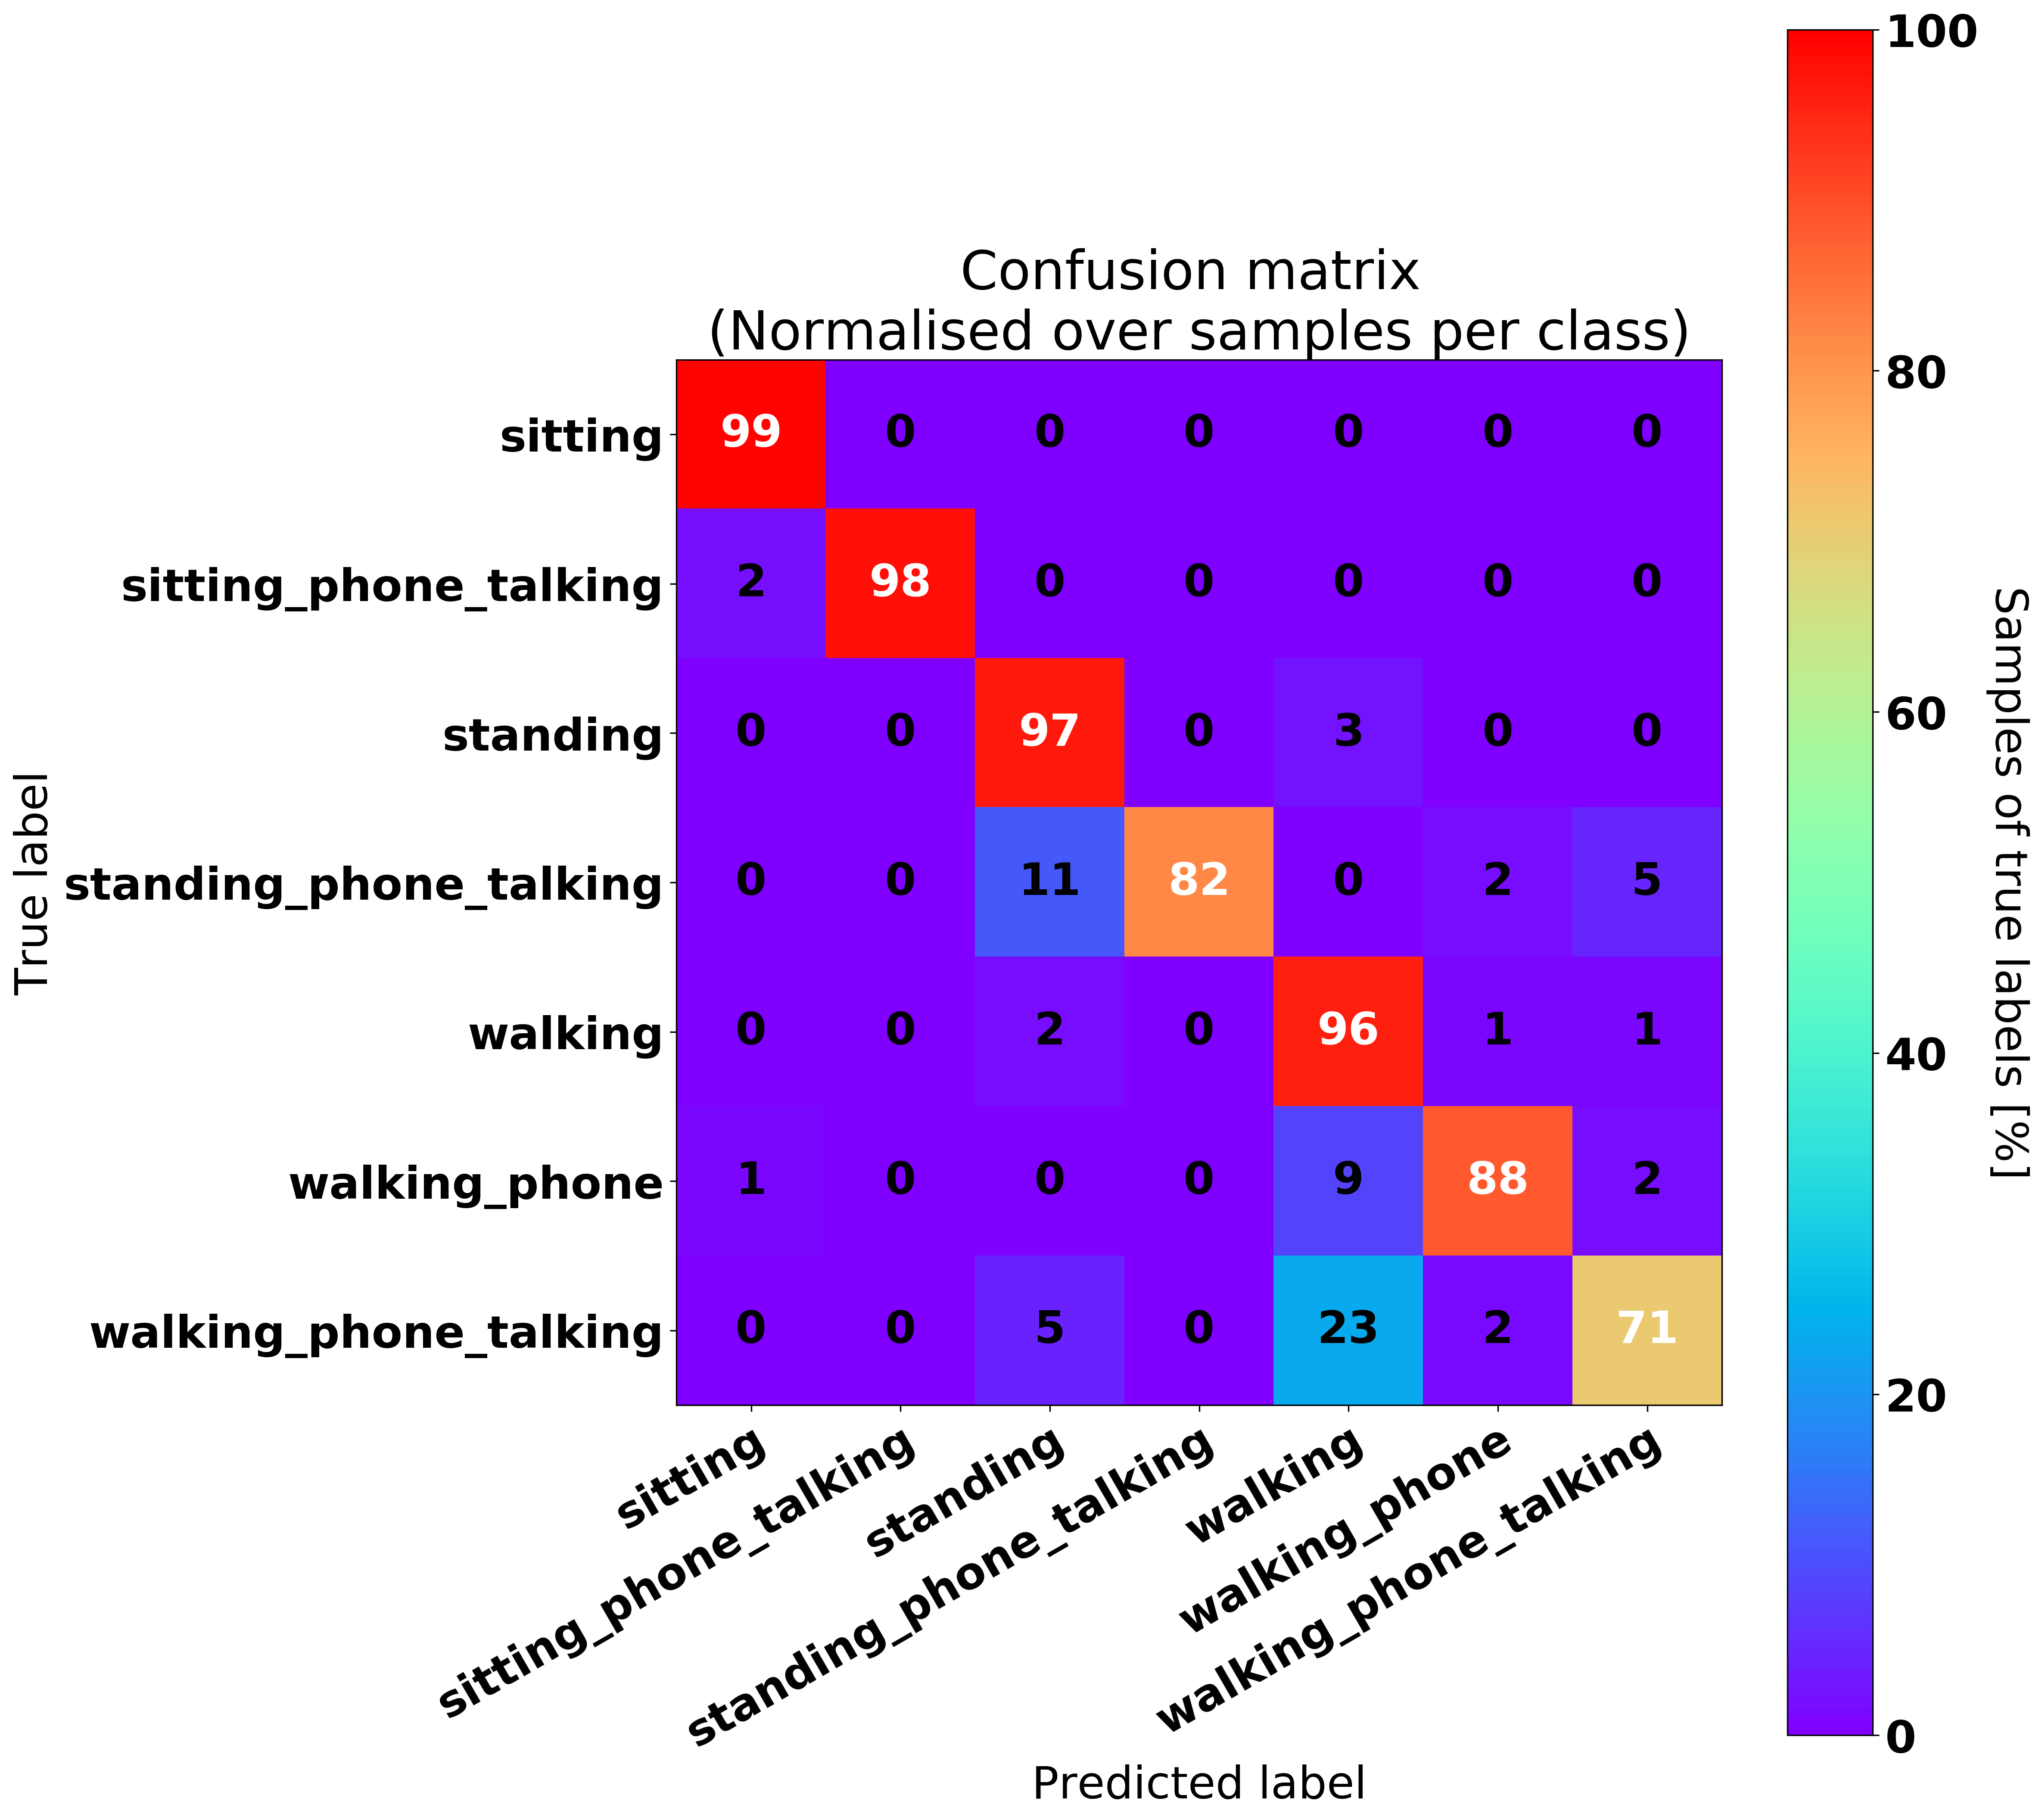 Confusion matrix
(Normalised over samples per class)
True label
sitting 99 0 0 0 0 0 0
sitting_phone_talking 2 98 0 0 0 0 0
standing 0 0 97 0 3 0 0
standing_phone_talking 0 0 11 82 0 2 5
walking 0 0 2 0 96 1 1
walking_phone 1 0 0 0 9 88 2
walking_phone_talking 0 0 5 0 23 2 71
sitting
sitting_phone_talking
standing
standing_phone_talking
walking
walking_phone
walking_phone_talking
Predicted label
100
80
60
40
20
0
Samples of true labels [%]